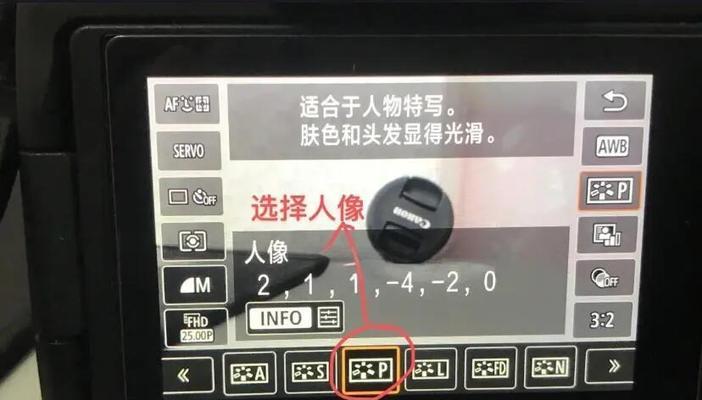 适合于人物特写。
肤色和头发显得光滑。
AF
SERVO
OFF
M
FHD
25.00P
AWB
P
OFF
3:2
选择人像
Canon
人像
2, 1, 1, -4, -2, 0
INFO
« A S P L FD N »